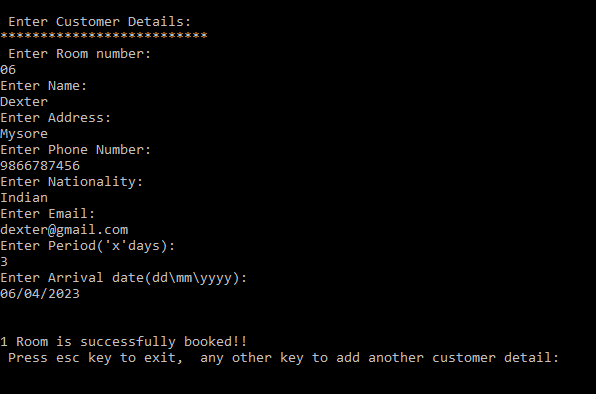 Enter Customer Details:
**************************
Enter Room number:
06
Enter Name:
Dexter
Enter Address:
Mysore
Enter Phone Number:
9866787456
Enter Nationality:
Indian
Enter Email:
dexter@gmail.com
Enter Period('x'days):
3
Enter Arrival date(dd\mm\yyyy):
06/04/2023
1 Room is successfully booked!!
Press esc key to exit,  any other key to add another customer detail: